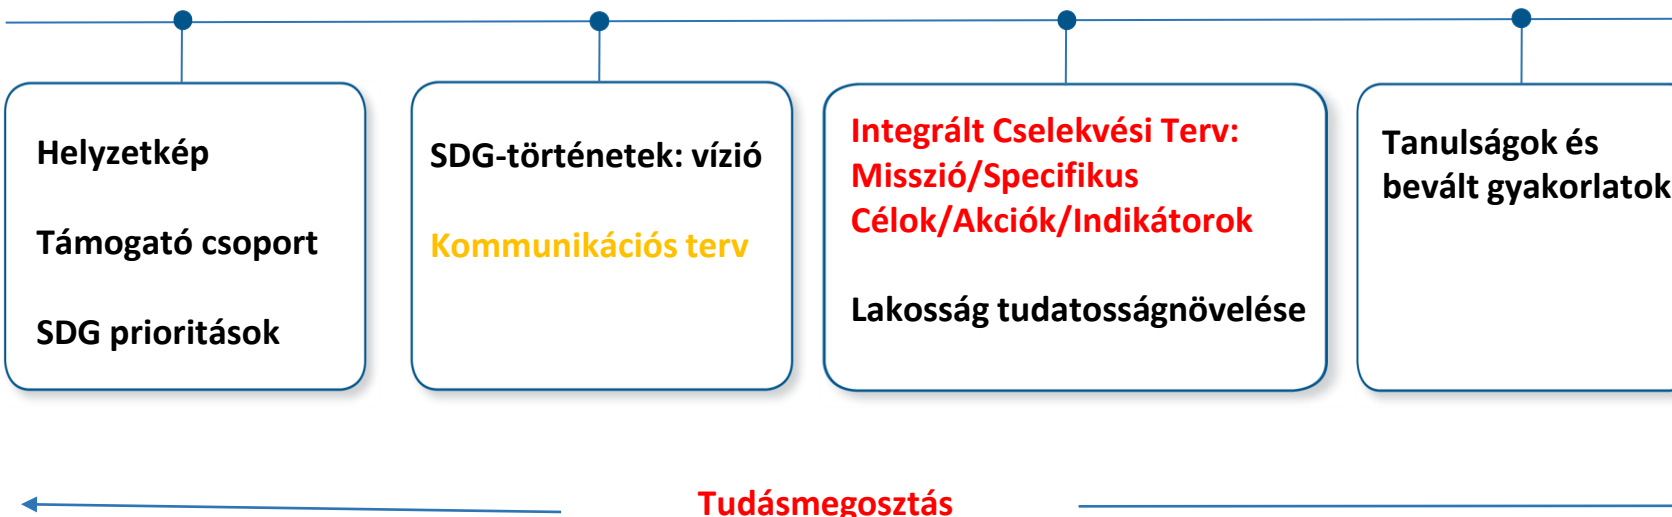 Helyzetkép
Támogató csoport
SDG prioritások
SDG-történetek: vízió
Kommunikációs terv
Integrált Cselekvési Terv:
Misszió/Specifikus
Célok/Akciók/Indikátorok
Lakosság tudatosságnövelése
Tanulságok és
bevált gyakorlatok
Tudásmegosztás